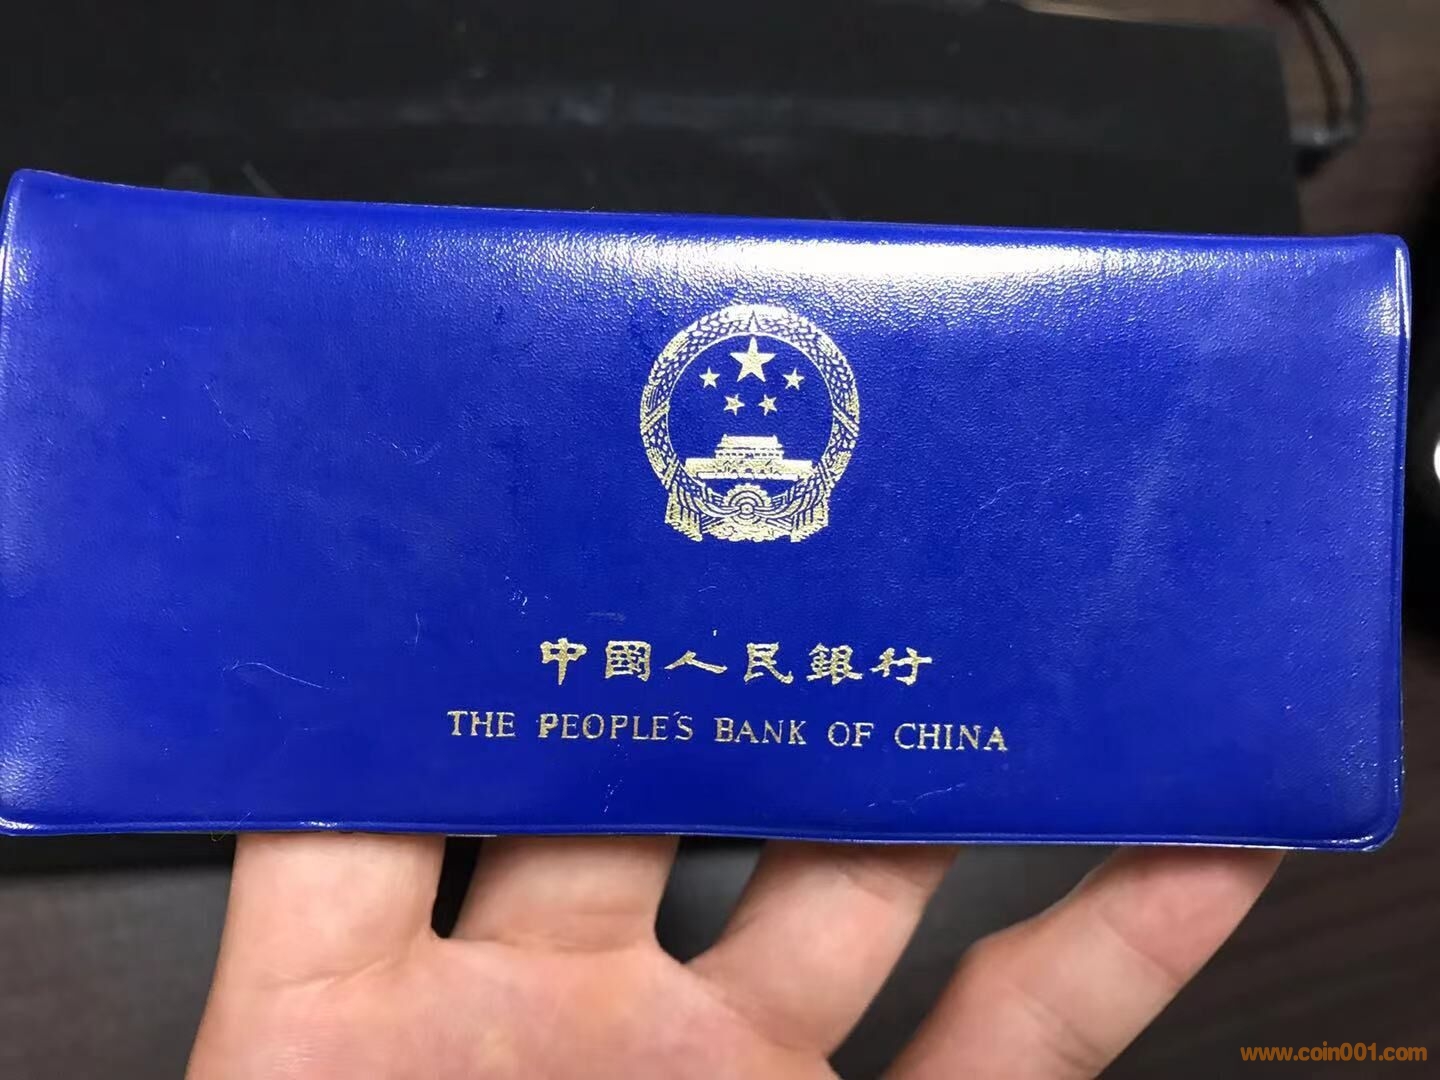 中國人民銀行
THE PEOPLE'S BANK OF CHINA
www.coin001.com